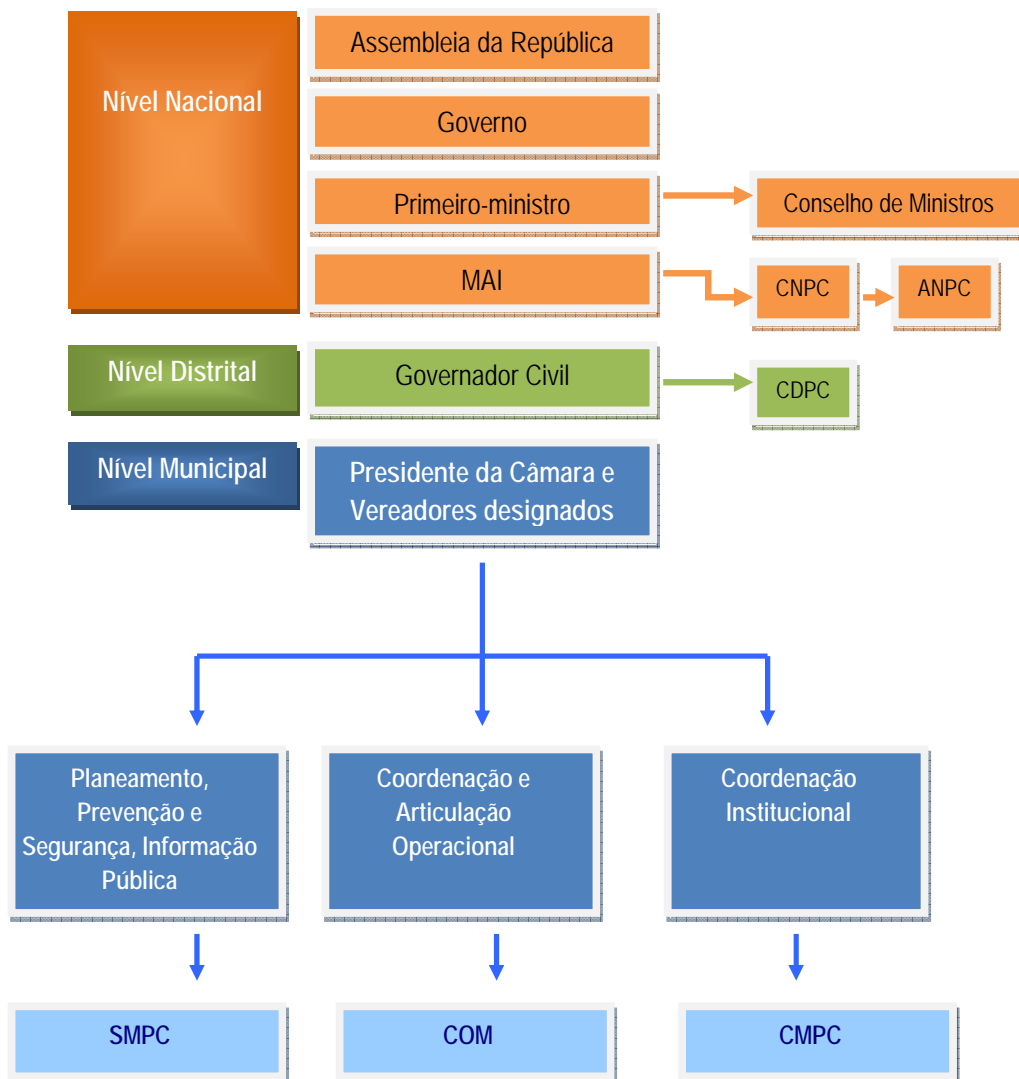 Nível Nacional
Assembleia da República
Governo
Primeiro-ministro
Conselho de Ministros
MAI
CNPC
ANPC
Nível Distrital
Governador Civil
CDPC
Nível Municipal
Presidente da Câmara e
Vereadores designados
Planeamento,
Prevenção e
Segurança, Informação
Pública
Coordenação e
Articulação
Operacional
Coordenação
Institucional
SMPC
COM
CMPC